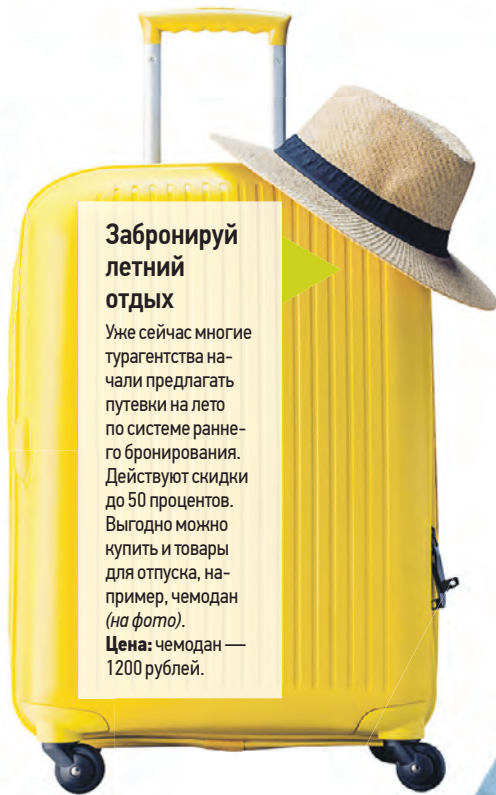 Забронируй
летний
отдых
Уже сейчас многие
турагентства на-
чали предлагать
путевки на лето
по системе ранне-
го бронирования.
Действуют скидки
до 50 процентов.
Выгодно можно
купить и товары
для отпуска, на-
пример, чемодан
(на фото).
Цена: чемодан —
1200 рублей.